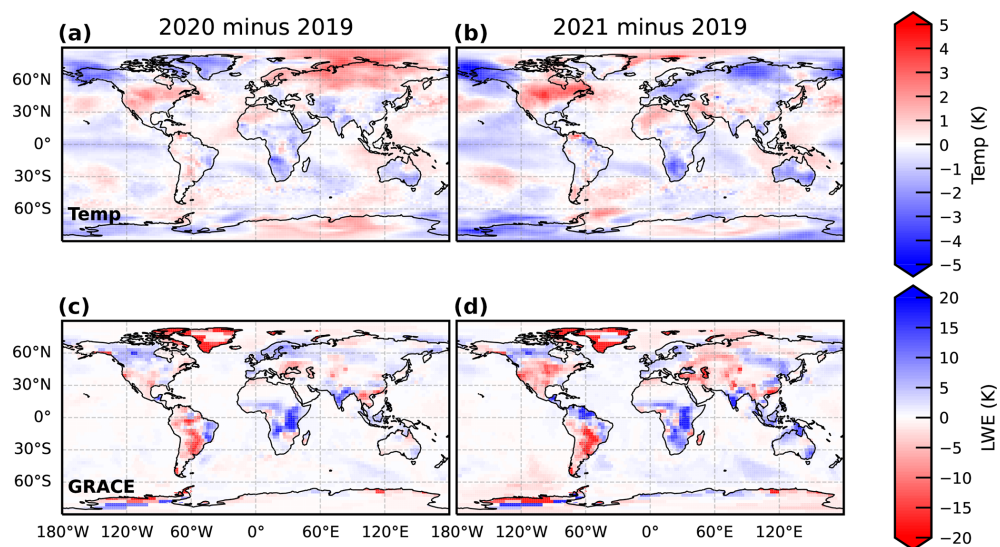 (a) 2020 minus 2019
(b) 2021 minus 2019
60°N
30°N
0°
30°S
60°S
Temp
5
4
3
2
1
0
−1
−2
−3
−4
−5
Temp (K)
(c)
(d)
60°N
30°N
0°
30°S
60°S
GRACE
180°W 120°W 60°W 0° 60°E 120°E 180°W 120°W 60°W 0° 60°E 120°E
20
15
10
5
0
−5
−10
−15
−20
LWE (K)